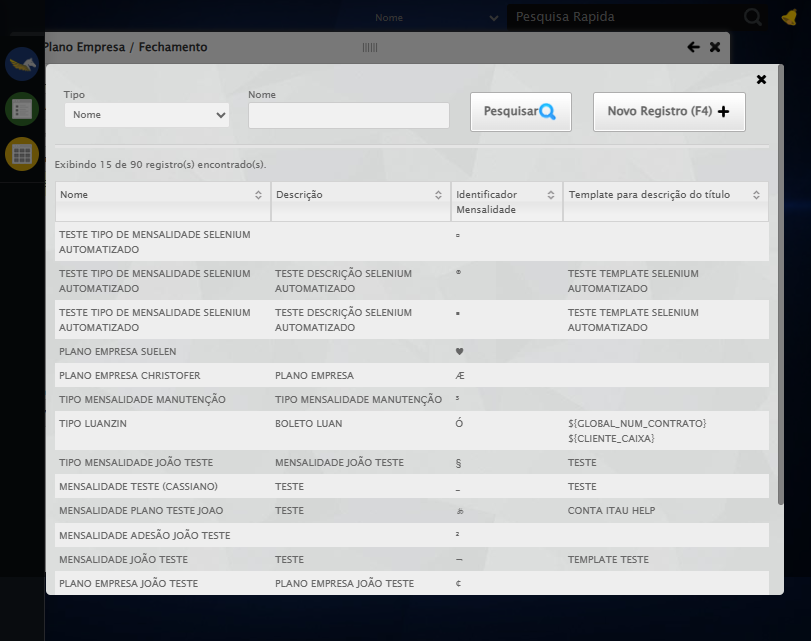 Nome
Pesquisa Rapida
Plano Empresa / Fechamento
Tipo
Nome
Nome
Pesquisar
Novo Registro (F4)
Exibindo 15 de 90 registro(s) encontrado(s).
Nome Descrição Identificador Mensalidade Template para descrição do título
TESTE TIPO DE MENSALIDADE SELENIUM
AUTOMATIZADO
TESTE TIPO DE MENSALIDADE SELENIUM TESTE DESCRIÇÃO SELENIUM TESTE TEMPLATE SELENIUM
AUTOMATIZADO AUTOMATIZADO AUTOMATIZADO
TESTE TIPO DE MENSALIDADE SELENIUM TESTE DESCRIÇÃO SELENIUM TESTE TEMPLATE SELENIUM
AUTOMATIZADO AUTOMATIZADO AUTOMATIZADO
PLANO EMPRESA SUELEN ♥
PLANO EMPRESA CHRISTOFER PLANO EMPRESA Æ
TIPO MENSALIDADE MANUTENÇÃO TIPO MENSALIDADE MANUTENÇÃO
TIPO LUANZIN BOLETO LUAN Ó ${GLOBAL_NUM_CONTRATO}
${CLIENTE_CAIXA}
TIPO MENSALIDADE JOÃO TESTE MENSALIDADE JOÃO TESTE § TESTE
MENSALIDADE TESTE (CASSIANO) TESTE _ TESTE
MENSALIDADE PLANO TESTE JOAO TESTE CONTA ITAU HELP
MENSALIDADE ADESÃO JOÃO TESTE ²
MENSALIDADE JOÃO TESTE TESTE ¬ TEMPLATE TESTE
PLANO EMPRESA JOÃO TESTE PLANO EMPRESA JOÃO TESTE ¢